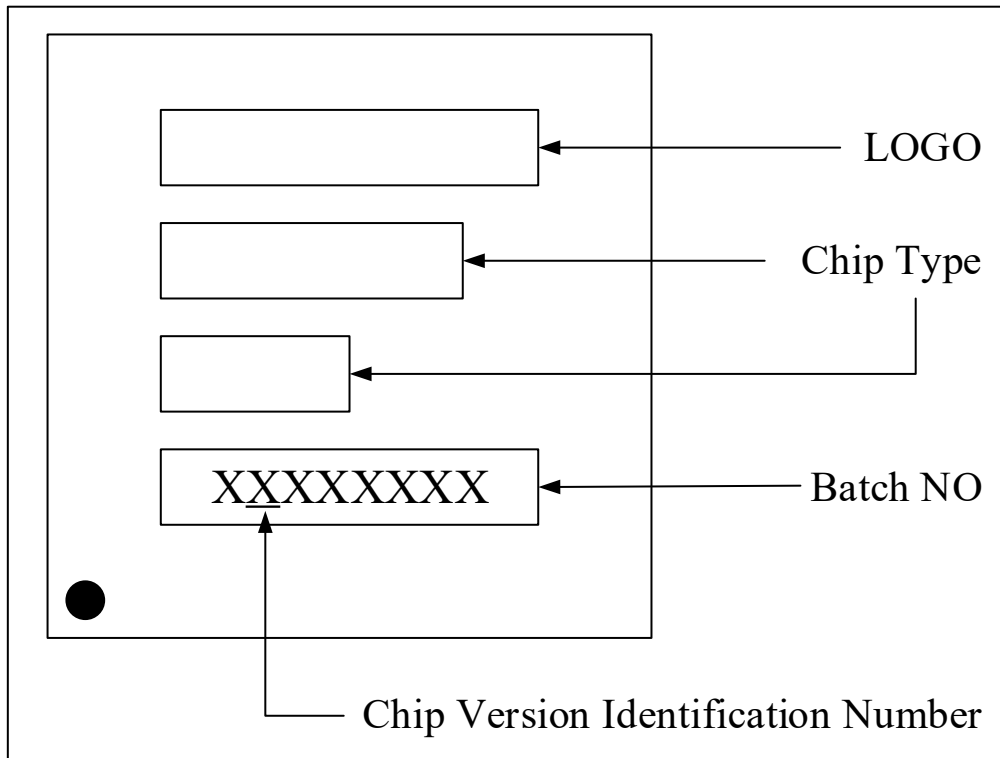 LOGO
Chip Type
XXXXXXXX
Batch NO
Chip Version Identification Number